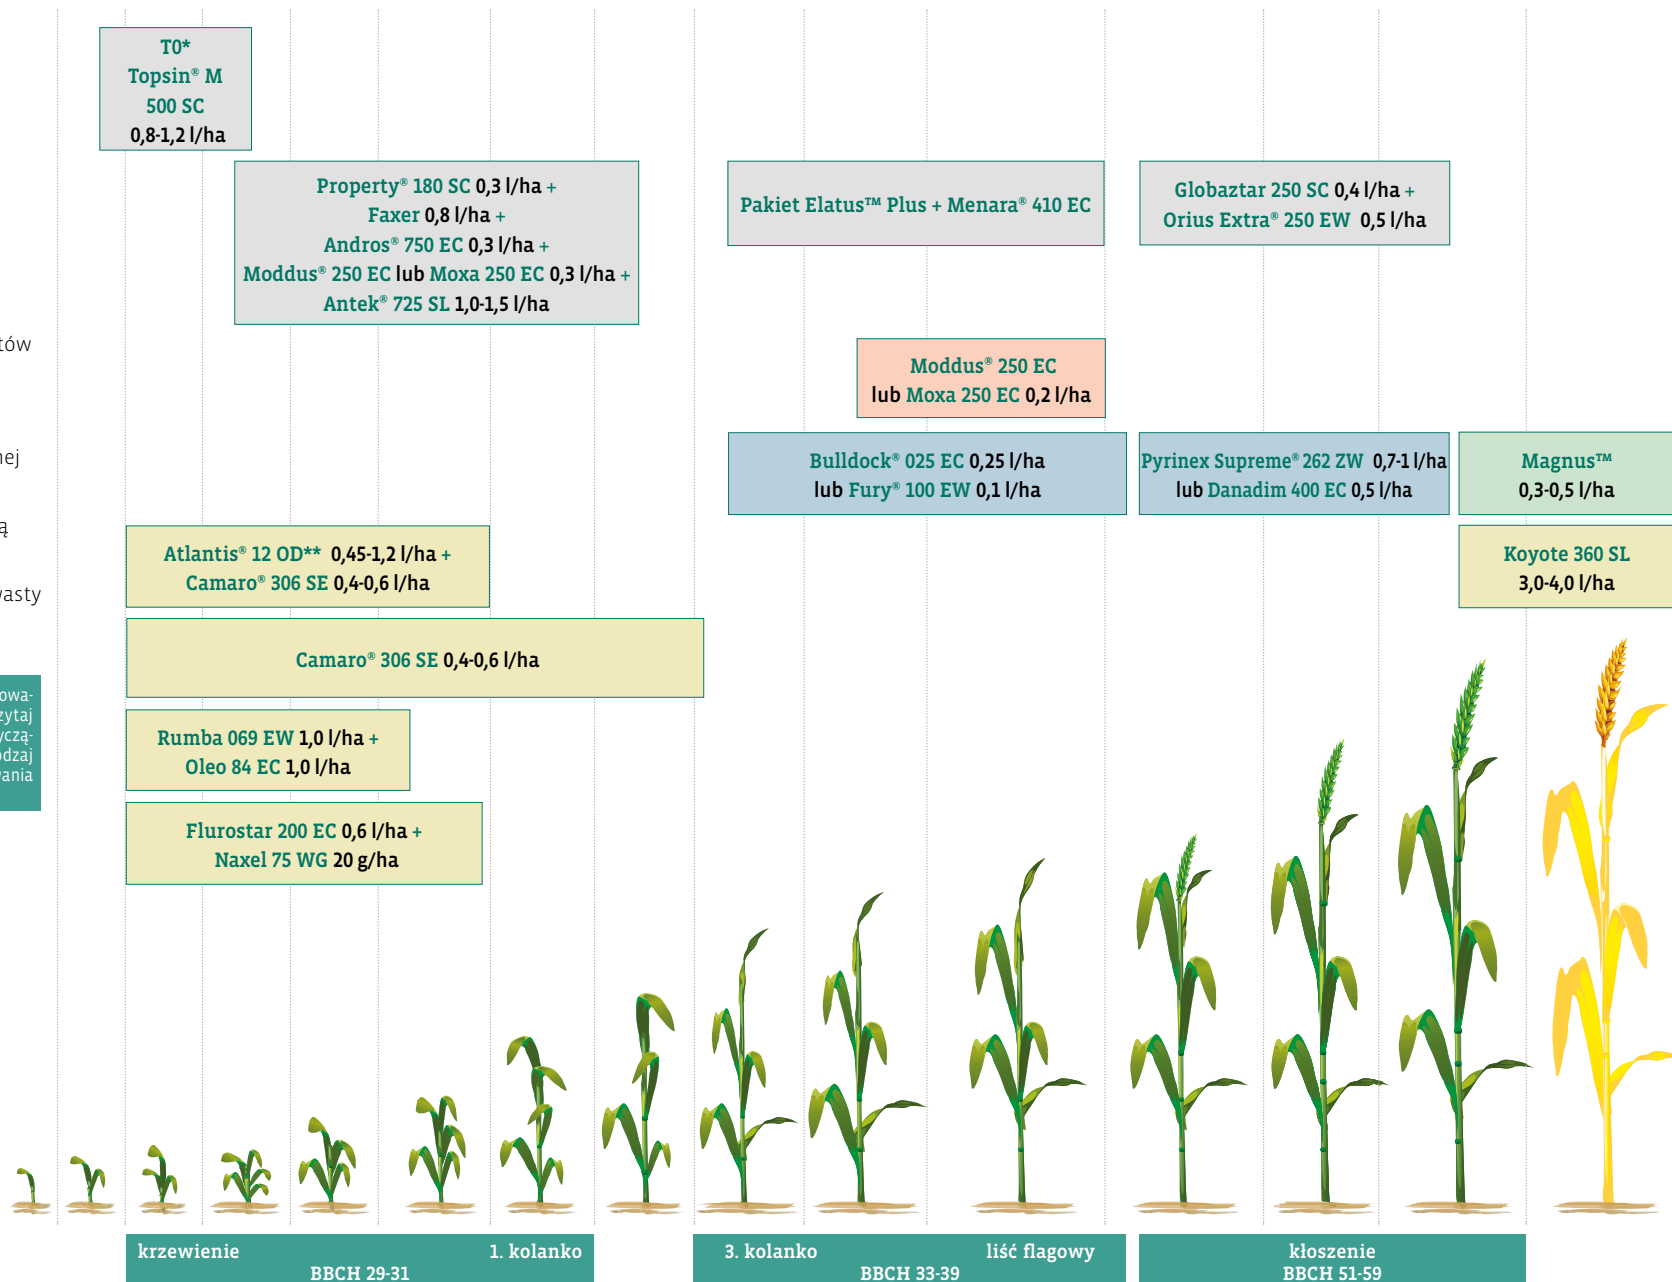 T0*
Topsin® M
500 SC
0,8-1,2 l/ha
Property® 180 SC 0,3 l/ha +
Faxer 0,8 l/ha +
Andros® 750 EC 0,3 l/ha +
Moddus® 250 EC lub Moxa 250 EC 0,3 l/ha +
Antek® 725 SL 1,0-1,5 l/ha
Pakiet Elatus™ Plus + Menara® 410 EC
Globaztar 250 SC 0,4 l/ha +
Orius Extra® 250 EW 0,5 l/ha
Moddus® 250 EC
lub Moxa 250 EC 0,2 l/ha
Bulldock® 025 EC 0,25 l/ha
lub Fury® 100 EW 0,1 l/ha
Pyrinex Supreme® 262 ZW 0,7-1 l/ha
lub Danadim 400 EC 0,5 l/ha
Magnus™
0,3-0,5 l/ha
Atlantis® 12 OD** 0,45-1,2 l/ha +
Camaro® 306 SE 0,4-0,6 l/ha
Koyote 360 SL
3,0-4,0 l/ha
Camaro® 306 SE 0,4-0,6 l/ha
Rumba 069 EW 1,0 l/ha +
Oleo 84 EC 1,0 l/ha
Flurostar 200 EC 0,6 l/ha +
Naxel 75 WG 20 g/ha
krzewienie 1. kolanko
BBCH 29-31
3. kolanko liść flagowy
BBCH 33-39
kłoszenie
BBCH 51-59